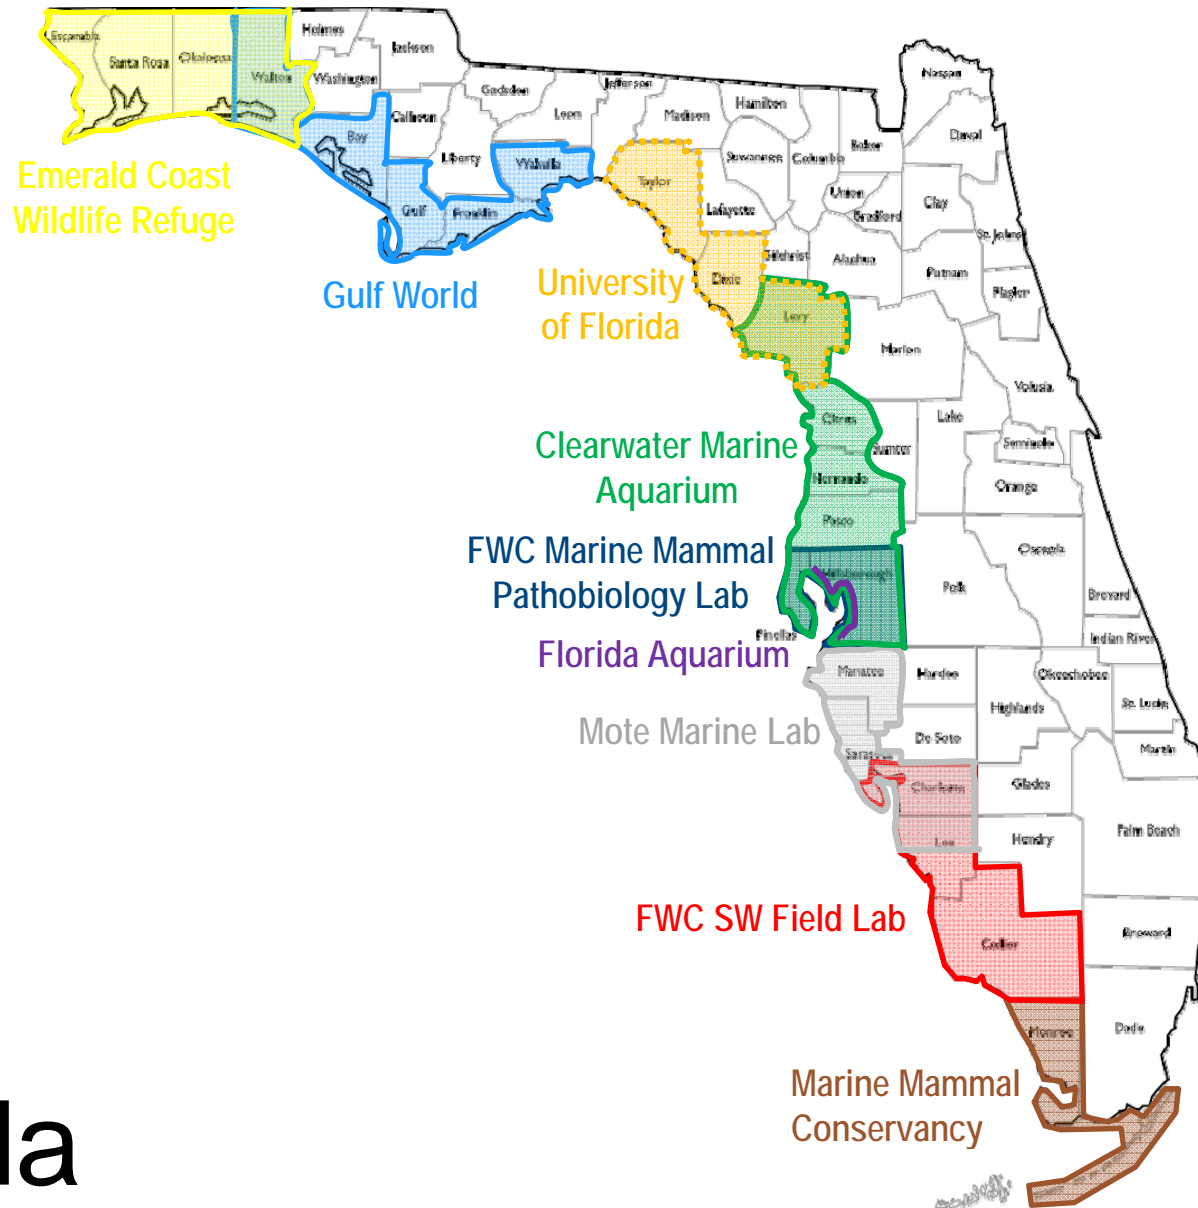 Escambia
Santa Rosa
Okaloosa
Walton
Holmes
Washington
Jackson
Bay
Calhoun
Gulf
Liberty
Franklin
Gadsden
Leon
Wakulla
Jefferson
Madison
Taylor
Hamilton
Suwannee
Lafayette
Dixie
Columbia
Gilchrist
Levy
Baker
Union
Bradford
Alachua
Nassau
Duval
Clay
St. Johns
Putnam
Flagler
Marion
Volusia
Citrus
Sumter
Lake
Seminole
Orange
Hernando
Pasco
Hillsborough
Pinellas
Polk
Osceola
Brevard
Indian River
Manatee
Hardee
Highlands
Okeechobee
St. Lucie
Martin
Sarasota
De Soto
Charlotte
Glades
Lee
Hendry
Palm Beach
Collier
Broward
Monroe
Dade
Emerald Coast
Wildlife Refuge
Gulf World
University
of Florida
Clearwater Marine
Aquarium
FWC Marine Mammal
Pathobiology Lab
Florida Aquarium
Mote Marine Lab
FWC SW Field Lab
Marine Mammal
Conservancy
da